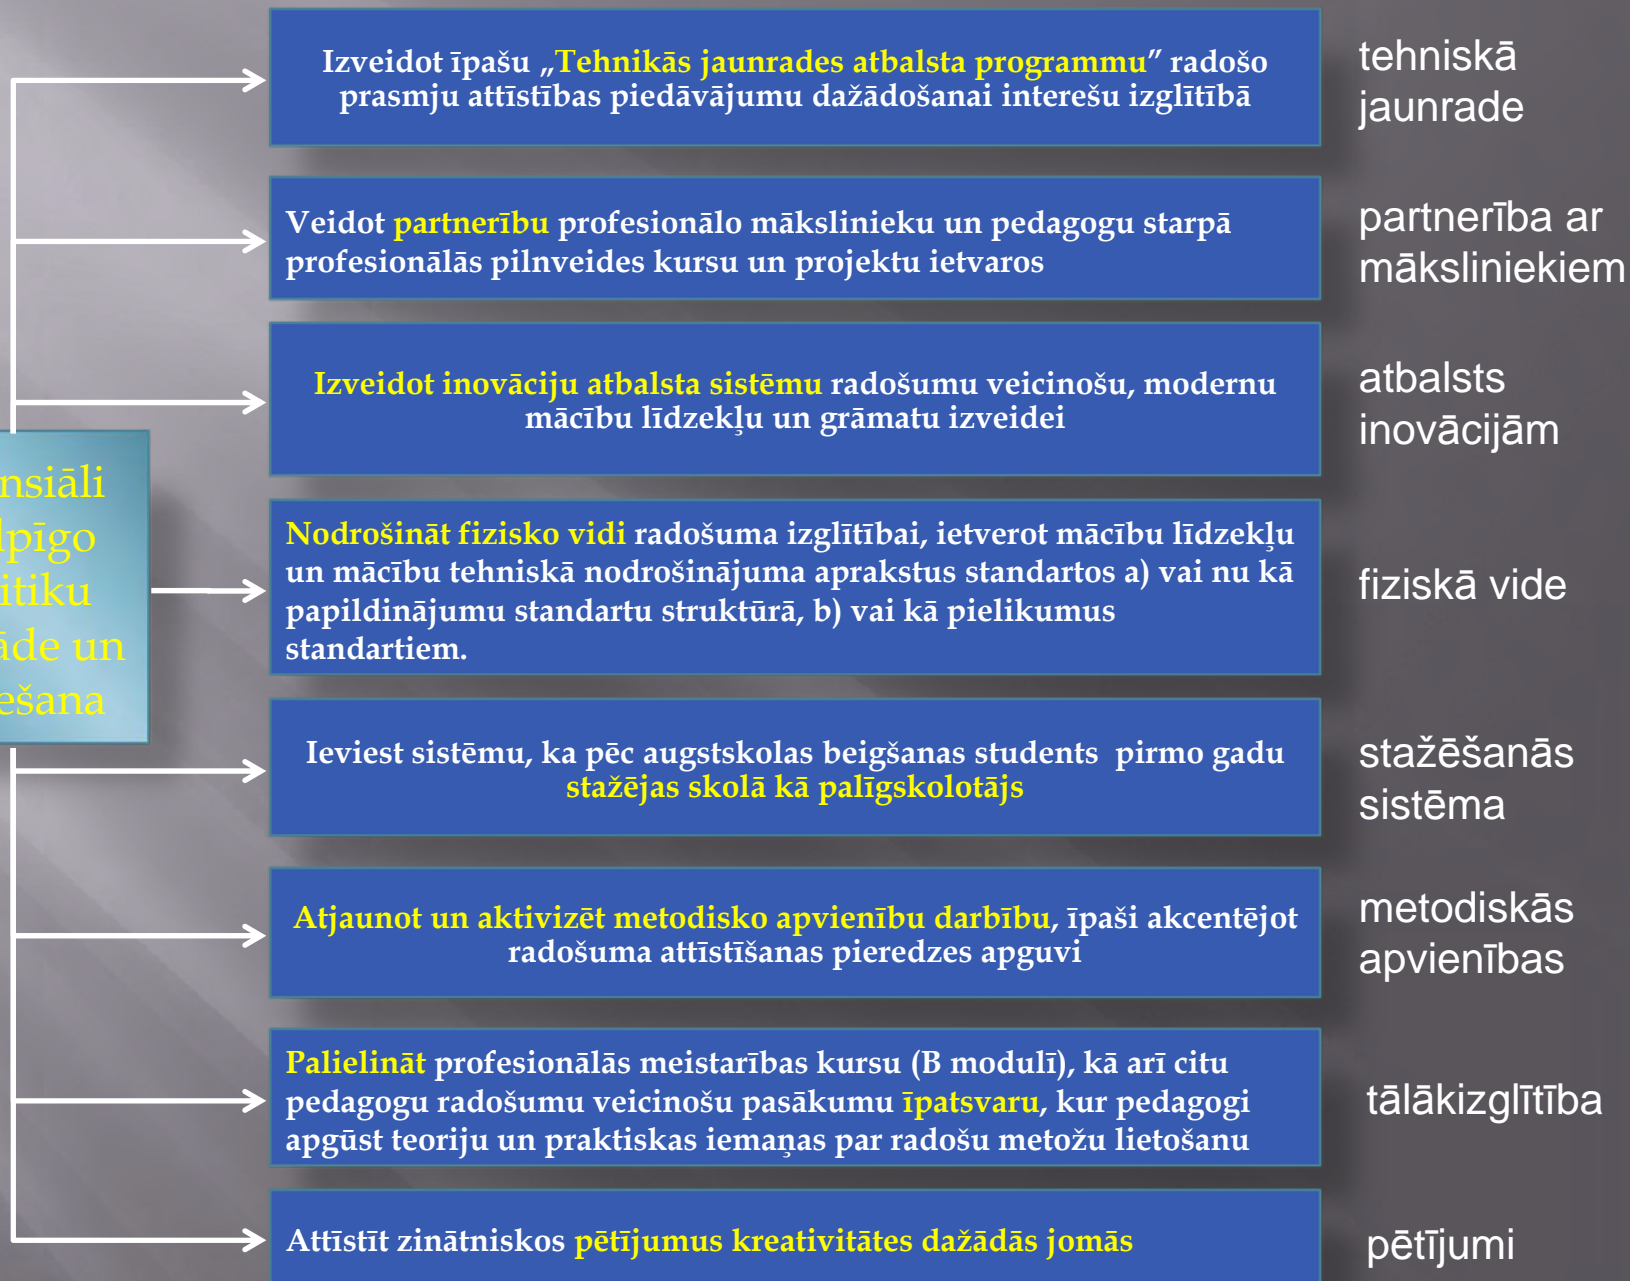 Izveidot īpašu „Tehnikās jaunrades atbalsta programmu” radošo
prasmju attīstības piedāvājumu dažādošanai interešu izglītībā
tehniskā
jaunrade
Veidot partnerību profesionālo mākslinieku un pedagogu starpā
profesionālās pilnveides kursu un projektu ietvaros
partnerība ar
māksliniekiem
Izveidot inovāciju atbalsta sistēmu radošumu veicinošu, modernu
mācību līdzekļu un grāmatu izveidei
atbalsts
inovācijām
un
Nodrošināt fizisko vidi radošuma izglītībai, ietverot mācību līdzekļu
un mācību tehniskā nodrošinājuma aprakstus standartos a) vai nu kā
papildinājumu standartu struktūrā, b) vai kā pielikumus
standartiem.
fiziskā vide
Ieviest sistēmu, ka pēc augstskolas beigšanas students pirmo gadu
stažējas skolā kā palīgskolotājs
stažēšanās
sistēma
Atjaunot un aktivizēt metodisko apvienību darbību, īpaši akcentējot
radošuma attīstīšanas pieredzes apguvi
metodiskās
apvienības
Palielināt profesionālās meistarības kursu (B modulī), kā arī citu
pedagogu radošumu veicinošu pasākumu īpatsvaru, kur pedagogi
apgūst teoriju un praktiskas iemaņas par radošu metožu lietošanu
tālākizglītība
Attīstīt zinātniskos pētījumus kreativitātes dažādās jomās
pētījumi